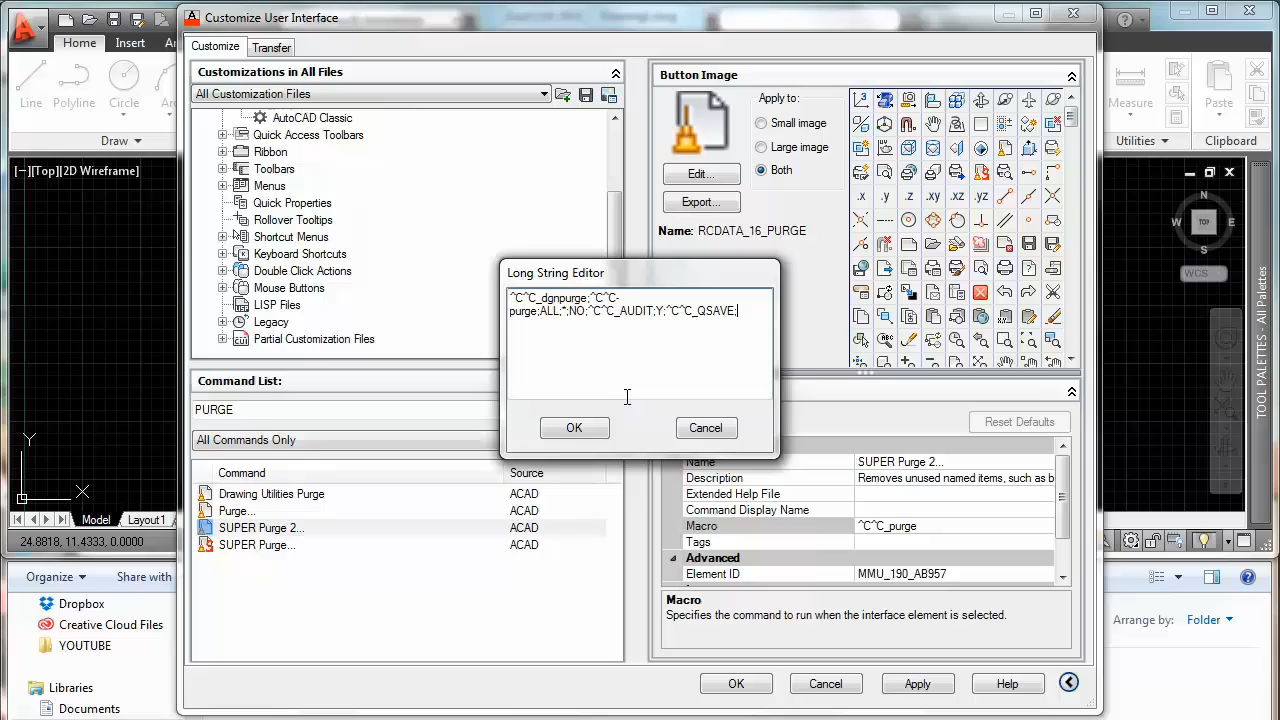 Customize User Interface
Home
Insert
Line
Polyline
Circle
Draw
Customize
Transfer
Customizations in All Files
All Customization Files
AutoCAD Classic
Quick Access Toolbars
Ribbon
Toolbars
Menus
Quick Properties
Rollover Tooltips
Shortcut Menus
Keyboard Shortcuts
Double Click Actions
Mouse Buttons
LISP Files
Legacy
Partial Customization Files
Button Image
Apply to:
Small image
Large image
Both
Edit...
Export...
Name: RCDATA_16_PURGE
.x .y .z .xy .xz .yz
Measure
Paste
Utilities
Clipboard
[−][Top][2D Wireframe]
N
W TOP E
S
WCS
TOOL PALETTES - All Palettes
Long String Editor
^C^C_dgnpurge;^C^C-
purge;ALL;*;NO;^C^C_AUDIT;Y;^C^C_QSAVE;
OK
Cancel
Command List:
PURGE
All Commands Only
Command Source
Drawing Utilities Purge ACAD
Purge... ACAD
SUPER Purge 2... ACAD
SUPER Purge... ACAD
Reset Defaults
Name SUPER Purge 2...
Description Removes unused named items, such as b
Extended Help File
Command Display Name
Macro ^C^C_purge
Tags
Advanced
Element ID MMU_190_AB957
Macro
Specifies the command to run when the interface element is selected.
OK
Cancel
Apply
Help
Y
X
Model
Layout1
24.8818, 11.4333, 0.0000
Organize
Share with
Dropbox
Creative Cloud Files
YOUTUBE
Libraries
Documents
Arrange by: Folder